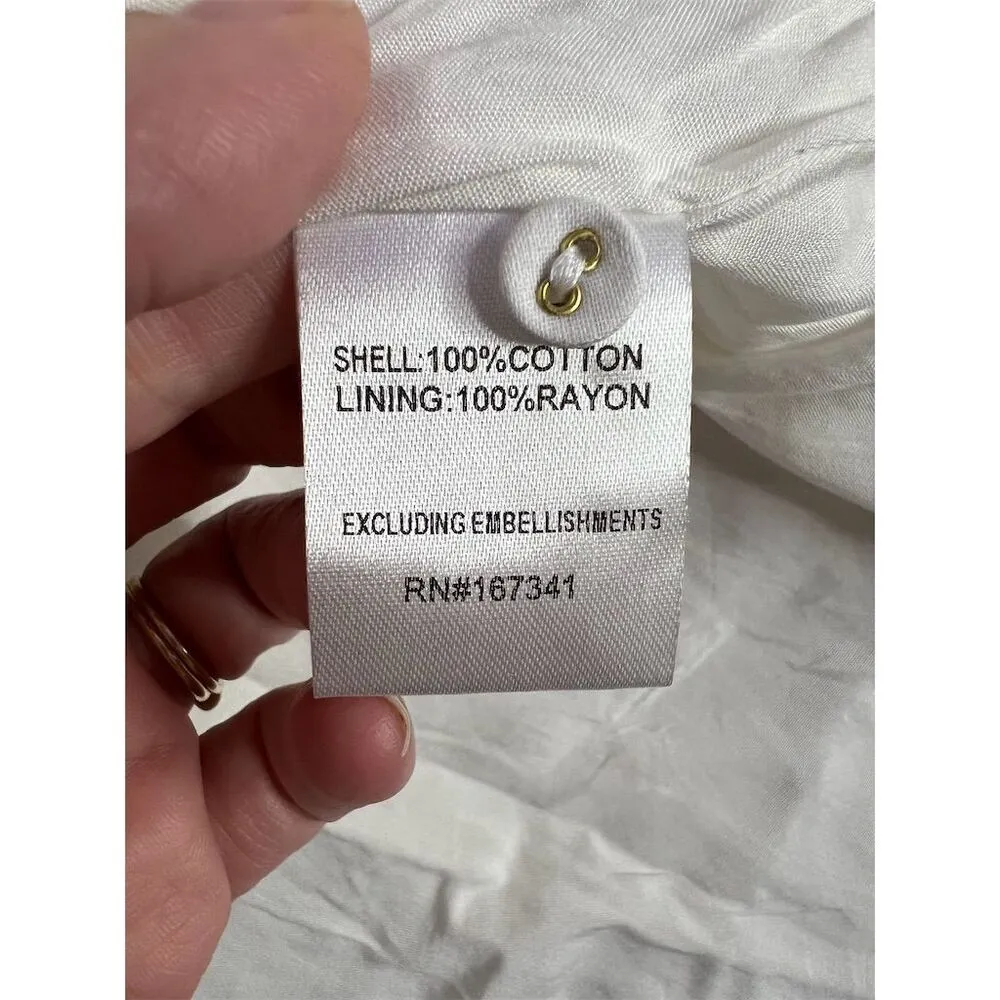 SHELL:100%COTTON
LINING:100%RAYON
EXCLUDING EMBELLISHMENTS
RN#167341